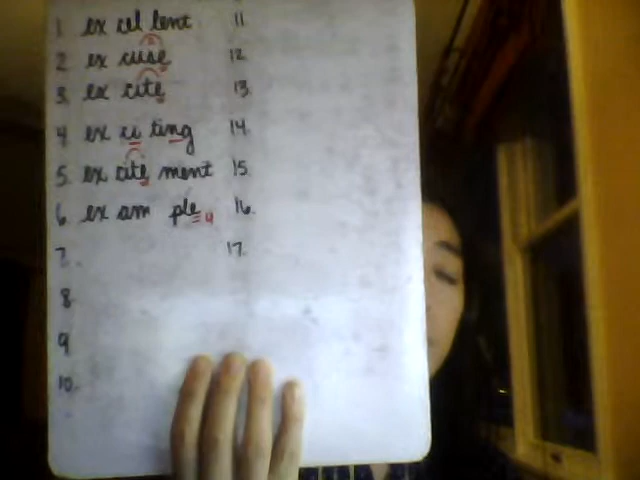 1 ex cel lent 11
2 ex cuse 12
3. ex cite 13.
4 ex ci ting 14
5. ex cite ment 15
6. ex am ple 4 16.
7. 17.
8
9
10.